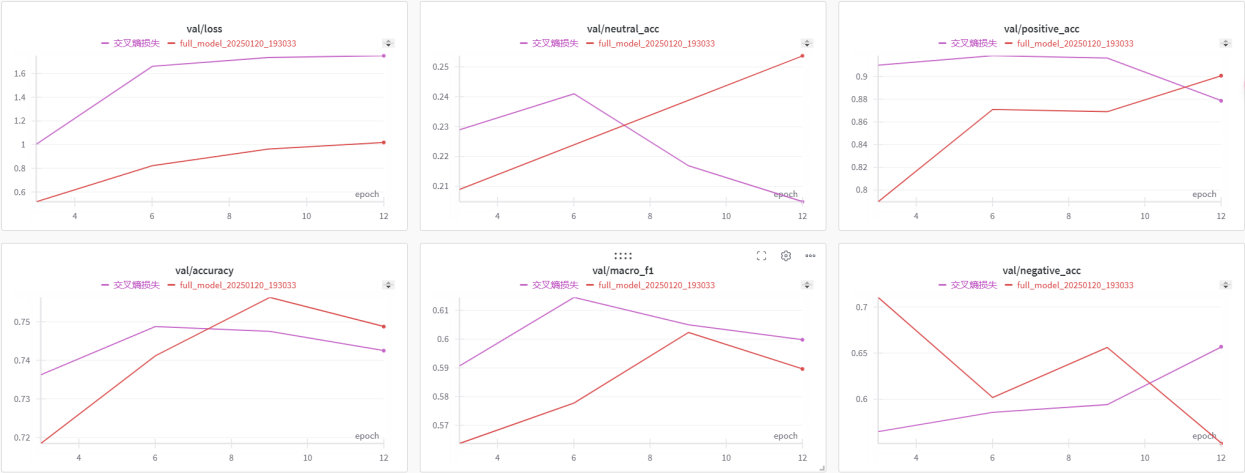 val/loss
交叉熵损失 full_model_20250120_193033
1.6
1.4
1.2
1
0.8
0.6
epoch
4 6 8 10 12
val/neutral_acc
交叉熵损失 full_model_20250120_193033
0.25
0.24
0.23
0.22
0.21
epoch
4 6 8 10 12
val/positive_acc
交叉熵损失 full_model_20250120_193033
0.9
0.88
0.86
0.84
0.82
0.8
epoch
4 6 8 10 12
val/accuracy
交叉熵损失 full_model_20250120_193033
0.75
0.74
0.73
0.72
epoch
4 6 8 10 12
val/macro_f1
交叉熵损失 full_model_20250120_193033
0.61
0.6
0.59
0.58
0.57
epoch
4 6 8 10 12
val/negative_acc
交叉熵损失 full_model_20250120_193033
0.7
0.65
0.6
epoch
4 6 8 10 12